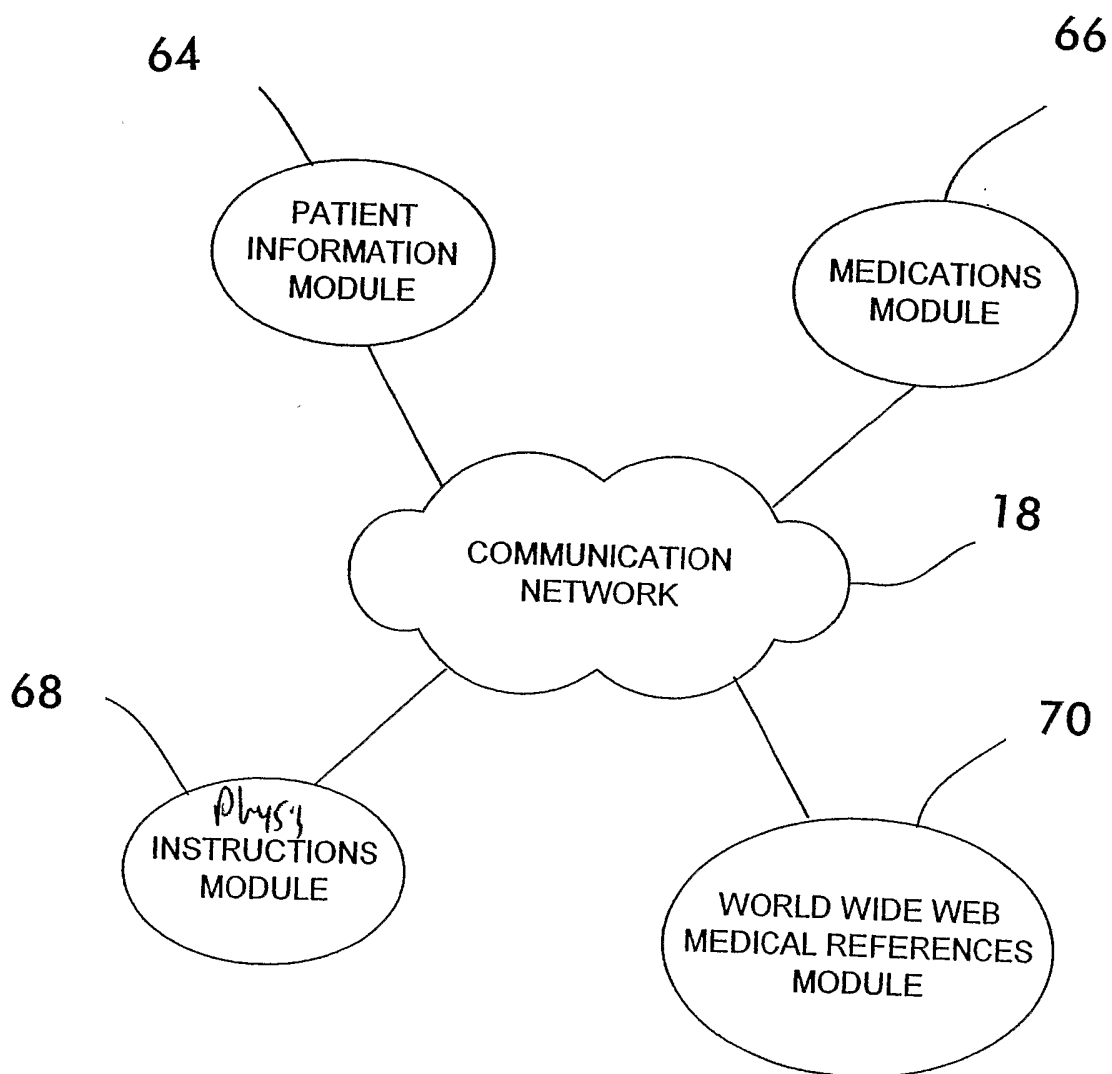 64
66
PATIENT
INFORMATION
MODULE
MEDICATIONS
MODULE
COMMUNICATION
NETWORK
18
68
70
INSTRUCTIONS
MODULE
WORLD WIDE WEB
MEDICAL REFERENCES
MODULE